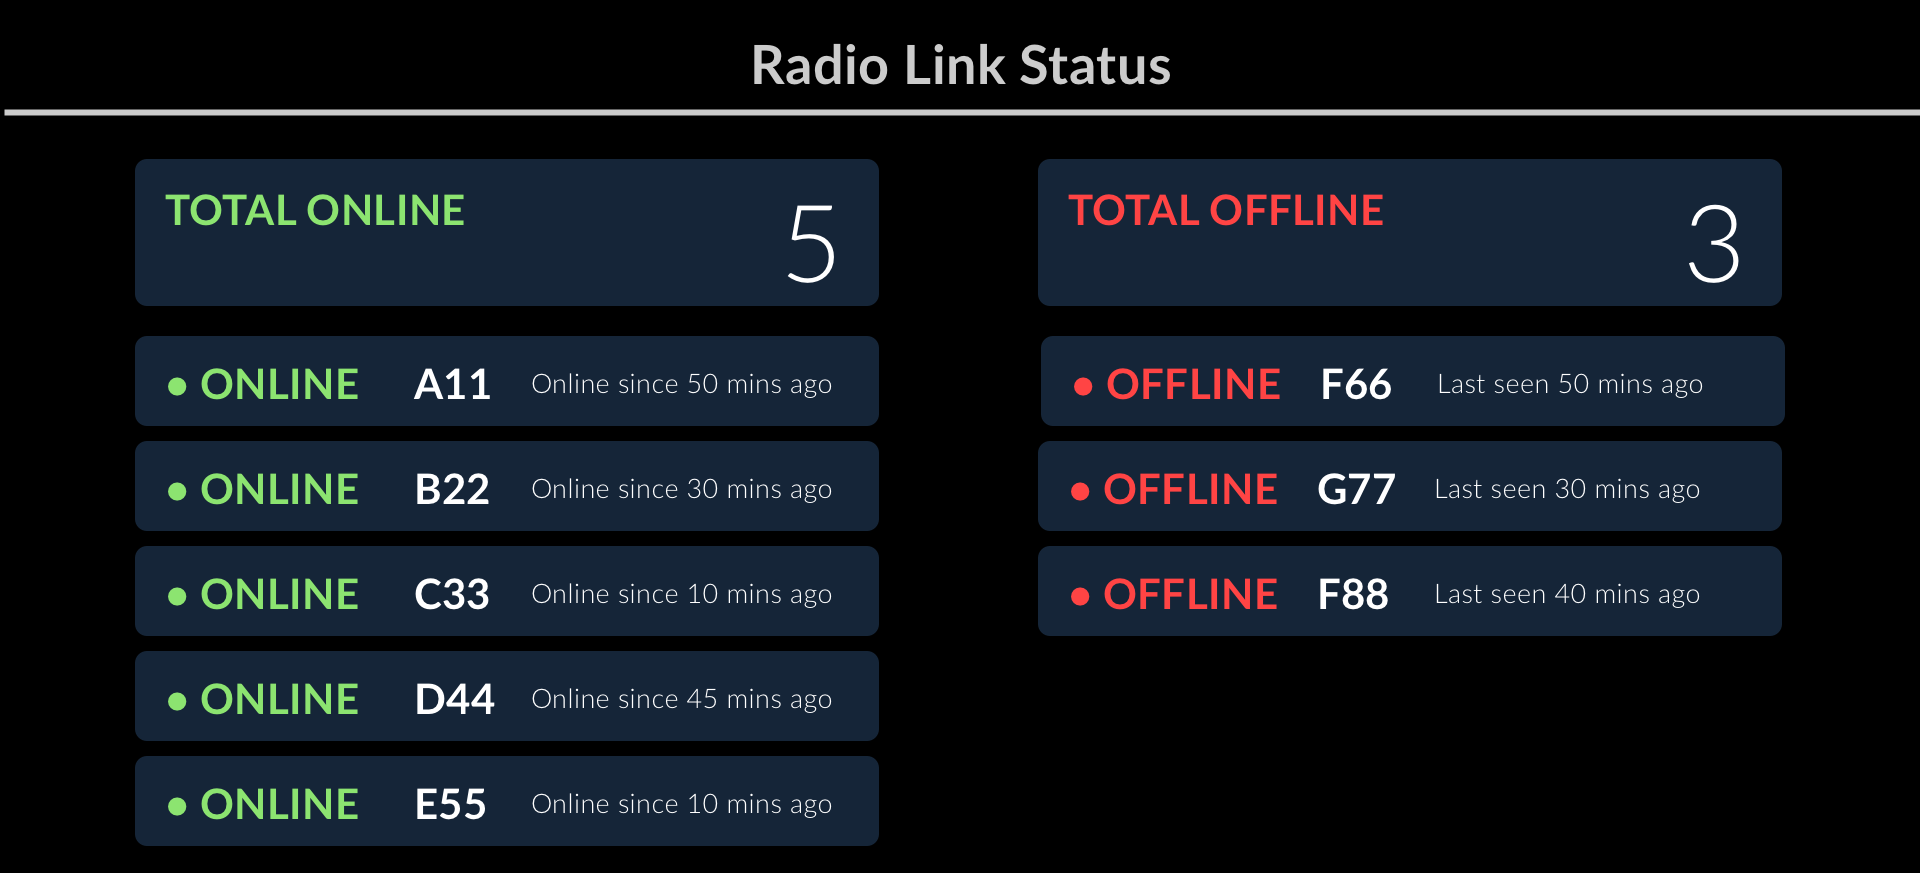 Radio Link Status
TOTAL ONLINE
5
ONLINE A11 Online since 50 mins ago
ONLINE B22 Online since 30 mins ago
ONLINE C33 Online since 10 mins ago
ONLINE D44 Online since 45 mins ago
ONLINE E55 Online since 10 mins ago
TOTAL OFFLINE
3
OFFLINE F66 Last seen 50 mins ago
OFFLINE G77 Last seen 30 mins ago
OFFLINE F88 Last seen 40 mins ago